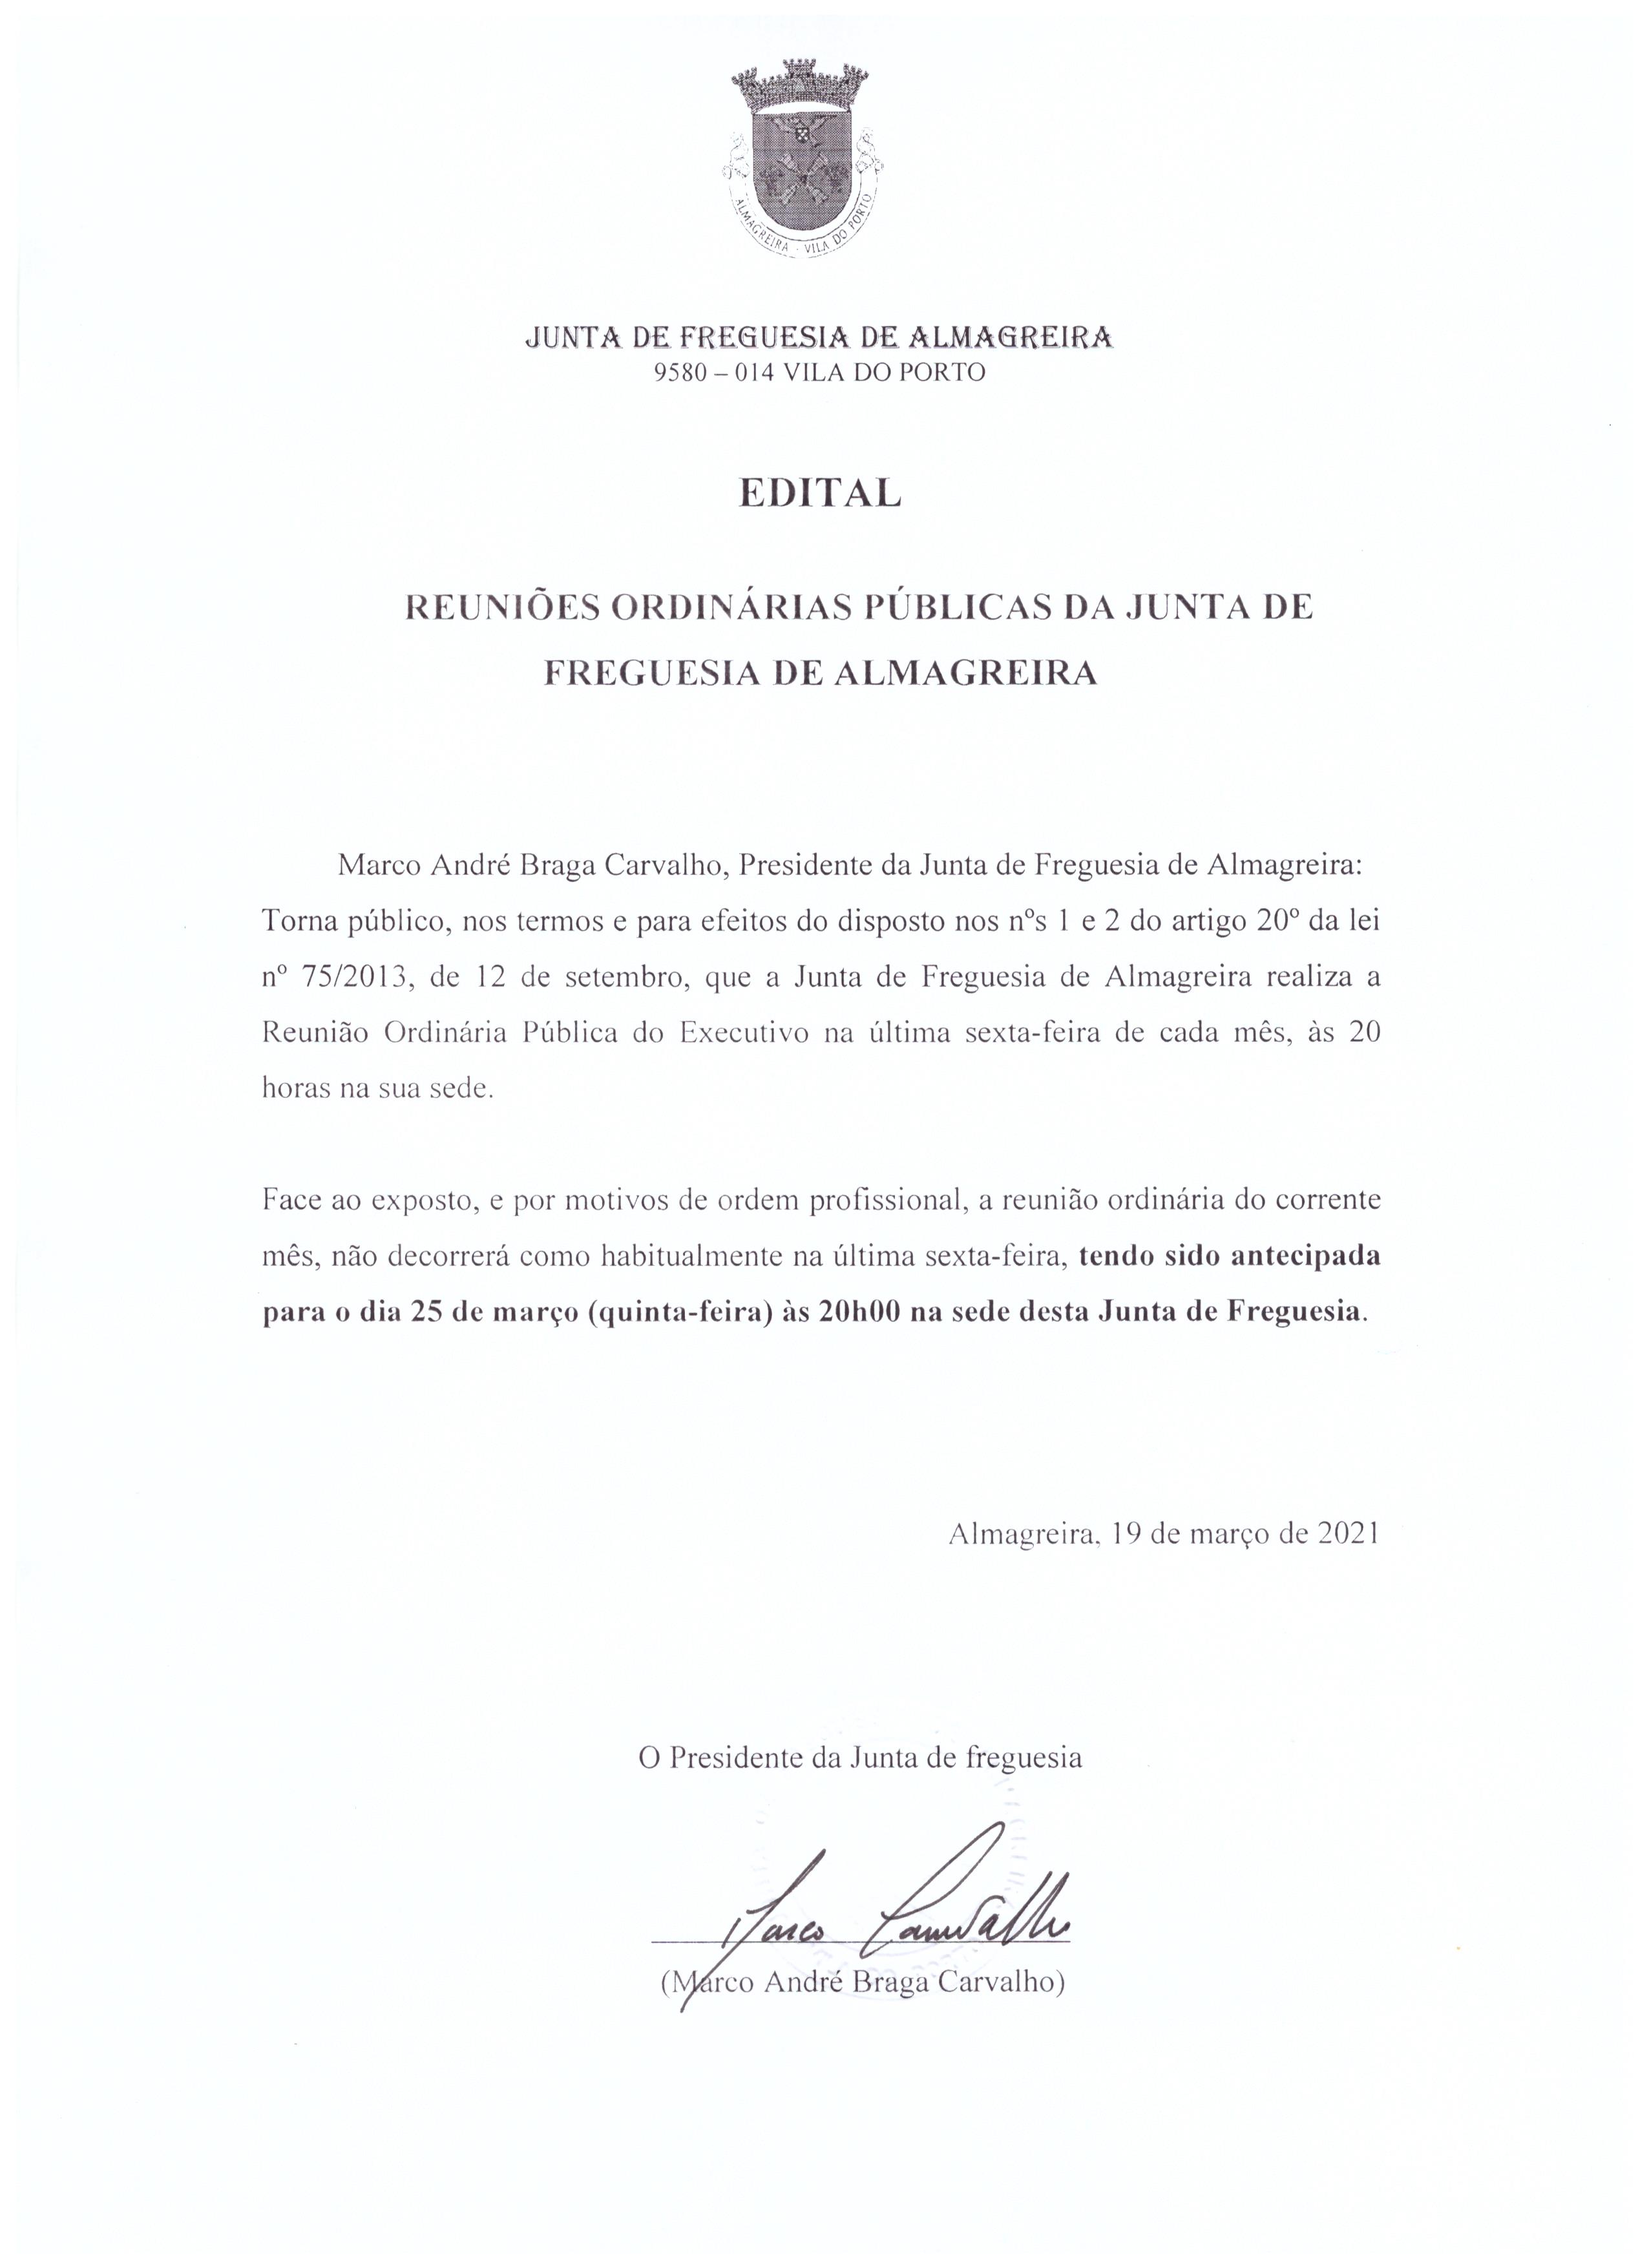 ALMAGREIRA - VILA DO PORTO
JUNTA DE FREGUESIA DE ALMAGREIRA
9580 – 014 VILA DO PORTO
EDITAL
REUNIÕES ORDINÁRIAS PÚBLICAS DA JUNTA DE
FREGUESIA DE ALMAGREIRA
Marco André Braga Carvalho, Presidente da Junta de Freguesia de Almagreira:
Torna público, nos termos e para efeitos do disposto nos nºs 1 e 2 do artigo 20º da lei
nº 75/2013, de 12 de setembro, que a Junta de Freguesia de Almagreira realiza a
Reunião Ordinária Pública do Executivo na última sexta-feira de cada mês, às 20
horas na sua sede.
Face ao exposto, e por motivos de ordem profissional, a reunião ordinária do corrente
mês, não decorrerá como habitualmente na última sexta-feira, tendo sido antecipada
para o dia 25 de março (quinta-feira) às 20h00 na sede desta Junta de Freguesia.
Almagreira, 19 de março de 2021
O Presidente da Junta de freguesia
Marco Carvalho
(Marco André Braga Carvalho)